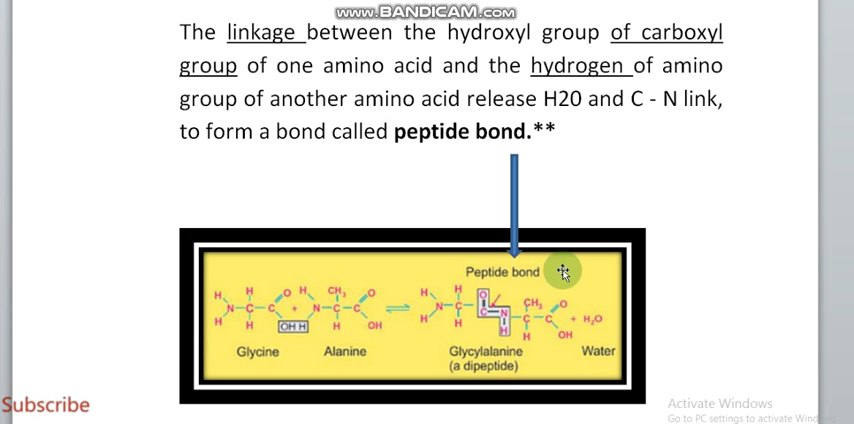 www.BANDICAM.com
The linkage between the hydroxyl group of carboxyl
group of one amino acid and the hydrogen of amino
group of another amino acid release H20 and C - N link,
to form a bond called peptide bond.**
Peptide bond
H H O H CH₃ O H H O CH₃ O
N-C-C + N-C-C N-C-C=N C-C + H₂O
H H OH H H OH H H H H OH
Glycine Alanine Glycylalanine Water
(a dipeptide)
Subscribe
Activate Windows
Go to PC settings to activate Win